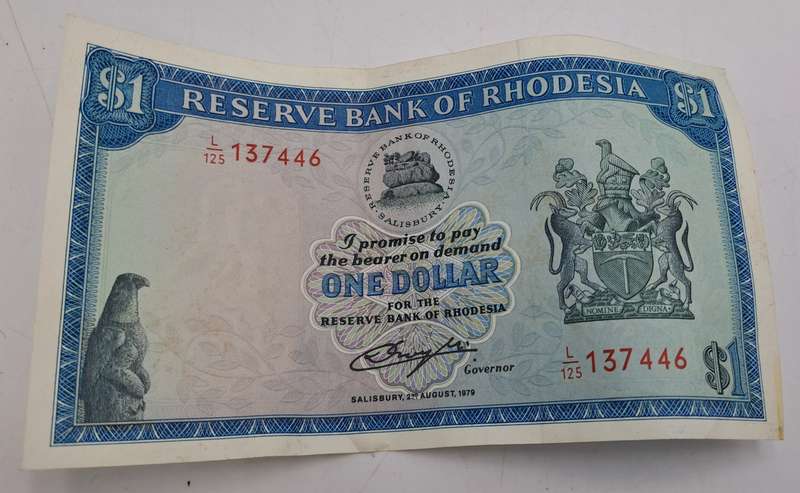 $1 RESERVE BANK OF RHODESIA $1
L/125 137446
RESERVE BANK OF RHODESIA
SALISBURY
I promise to pay
the bearer on demand
ONE DOLLAR
FOR THE
RESERVE BANK OF RHODESIA
Governor
SALISBURY, 2ND AUGUST, 1979
SIT NOMINE DIGNA
L/125 137446
$1